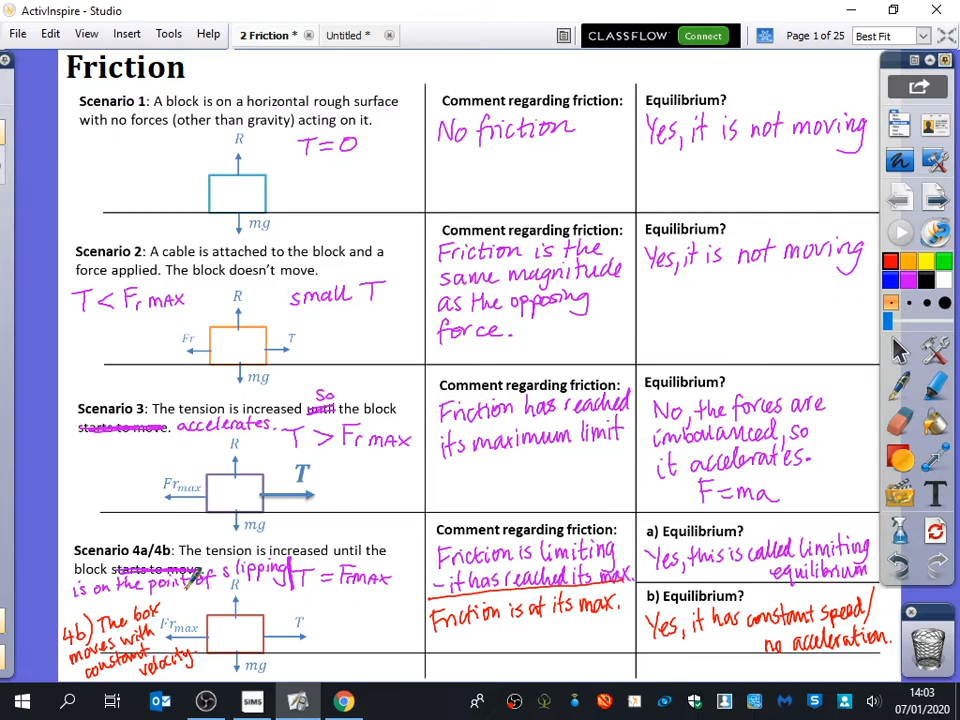 ActivInspire - Studio
File Edit View Insert Tools Help
2 Friction *
Untitled *
CLASSFLOW Connect
Page 1 of 25
Best Fit
Friction
Scenario 1: A block is on a horizontal rough surface
with no forces (other than gravity) acting on it.
T = 0
R
mg
Comment regarding friction:
No friction
Equilibrium?
Yes, it is not moving
Scenario 2: A cable is attached to the block and a
force applied. The block doesn't move.
T < Fr MAX
small T
R
Fr
T
mg
Comment regarding friction:
Friction is the
same magnitude
as the opposing
force.
Equilibrium?
Yes, it is not moving
so
Scenario 3: The tension is increased until the block
starts to move. accelerates.
T > Fr MAX
R
T
Frmax
mg
Comment regarding friction:
Friction has reached
its maximum limit
Equilibrium?
No, the forces are
imbalanced, so
it accelerates.
F = ma
Scenario 4a/4b: The tension is increased until the
block starts to move
is on the point of slipping
T = Fr MAX
R
Frmax
T
mg
4b) The box
moves with
constant
velocity.
Comment regarding friction:
Friction is limiting
- it has reached its max.
Friction is at its max.
a) Equilibrium?
Yes, this is called limiting
equilibrium
b) Equilibrium?
Yes, it has constant speed/
no acceleration.
SIMS
14:03
07/01/2020